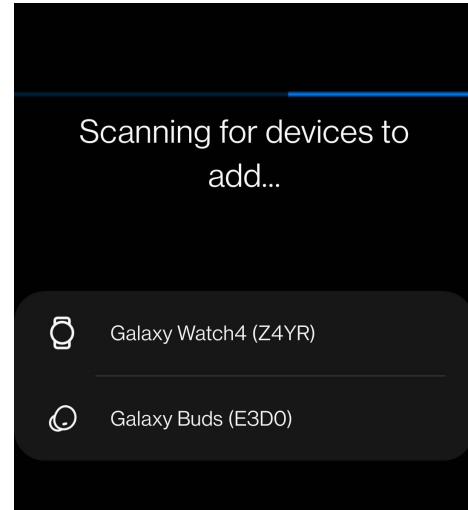 Scanning for devices to
add...
Galaxy Watch4 (Z4YR)
Galaxy Buds (E3D0)